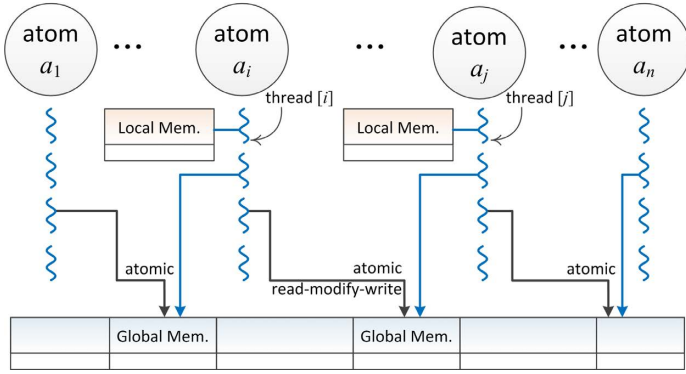 atom
a1
...
atom
ai
...
atom
aj
...
atom
an
thread [i]
thread [j]
Local Mem.
Local Mem.
atomic
atomic
read-modify-write
atomic
Global Mem.
Global Mem.